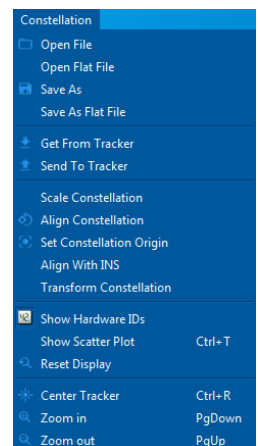 Constellation
Open File
Open Flat File
Save As
Save As Flat File
Get From Tracker
Send To Tracker
Scale Constellation
Align Constellation
Set Constellation Origin
Align With INS
Transform Constellation
Show Hardware IDs
Show Scatter Plot Ctrl+T
Reset Display
Center Tracker Ctrl+R
Zoom in PgDown
Zoom out PgUp